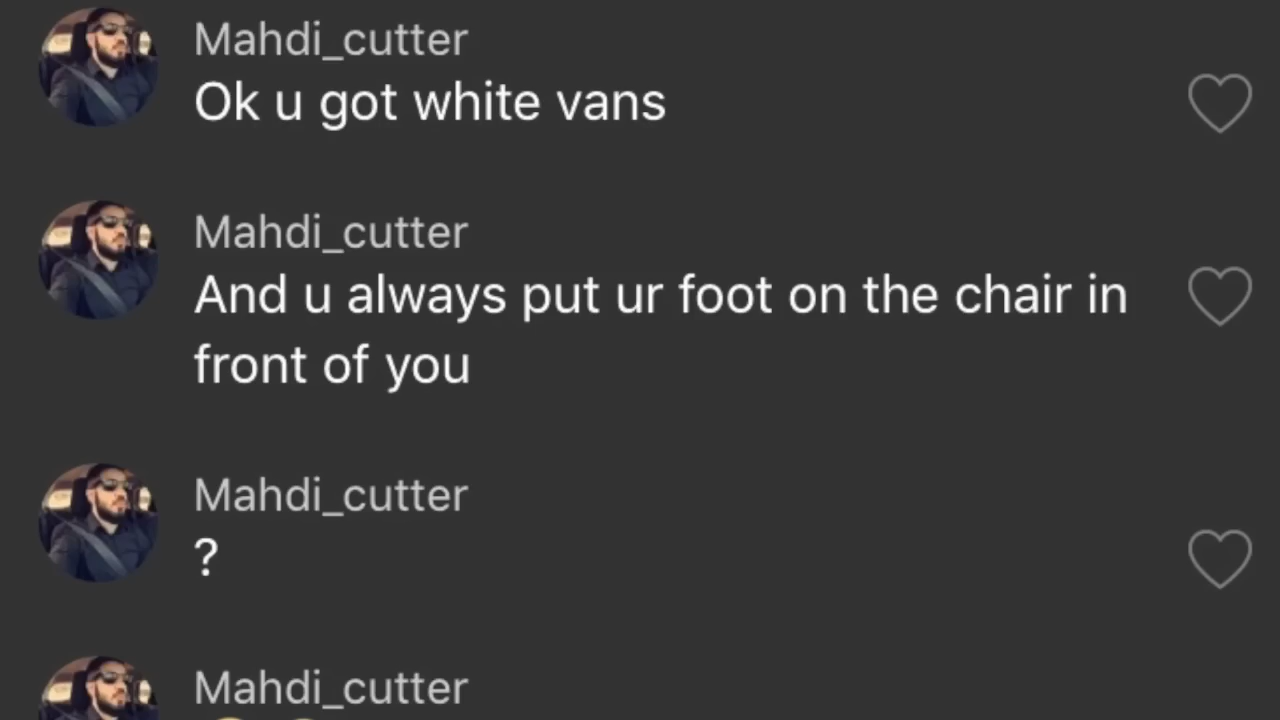 Mahdi_cutter
Ok u got white vans
Mahdi_cutter
And u always put ur foot on the chair in
front of you
Mahdi_cutter
?
Mahdi_cutter